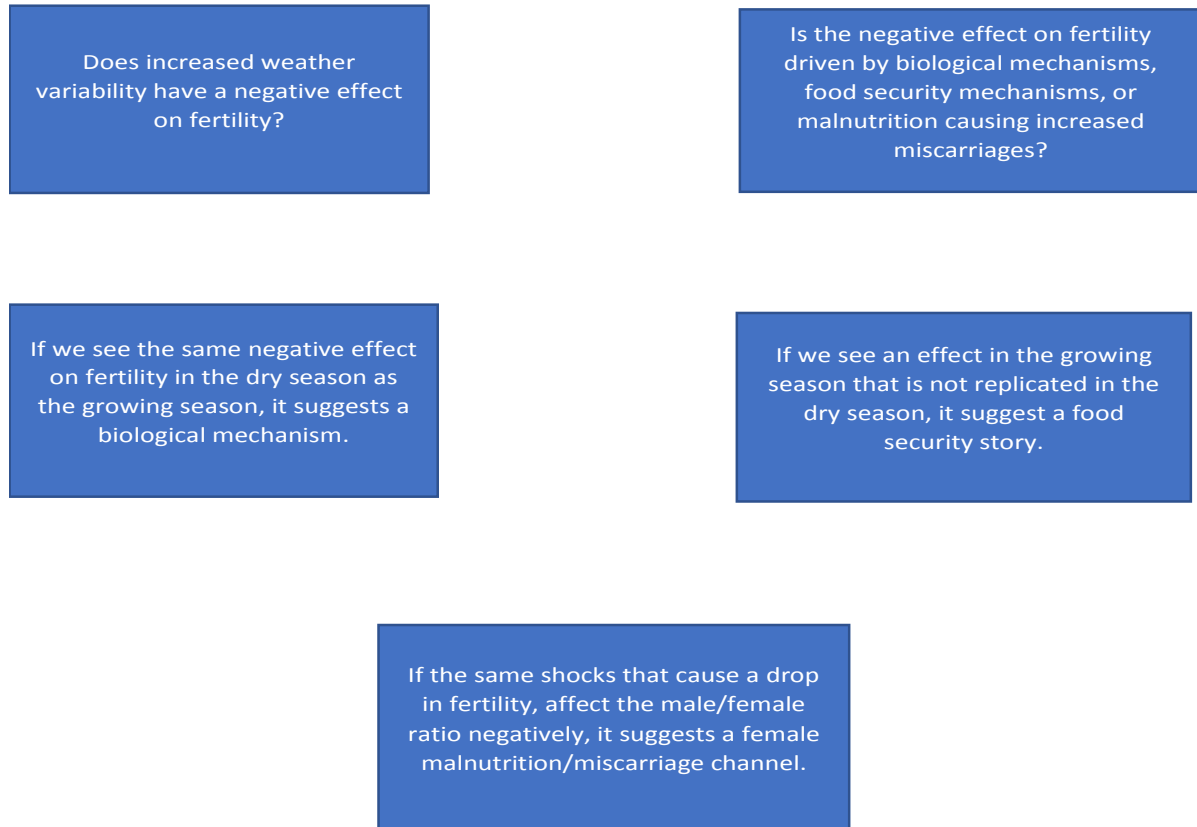 Does increased weather
variability have a negative effect
on fertility?
Is the negative effect on fertility
driven by biological mechanisms,
food security mechanisms, or
malnutrition causing increased
miscarriages?
If we see the same negative effect
on fertility in the dry season as
the growing season, it suggests a
biological mechanism.
If we see an effect in the growing
season that is not replicated in the
dry season, it suggest a food
security story.
If the same shocks that cause a drop
in fertility, affect the male/female
ratio negatively, it suggests a female
malnutrition/miscarriage channel.